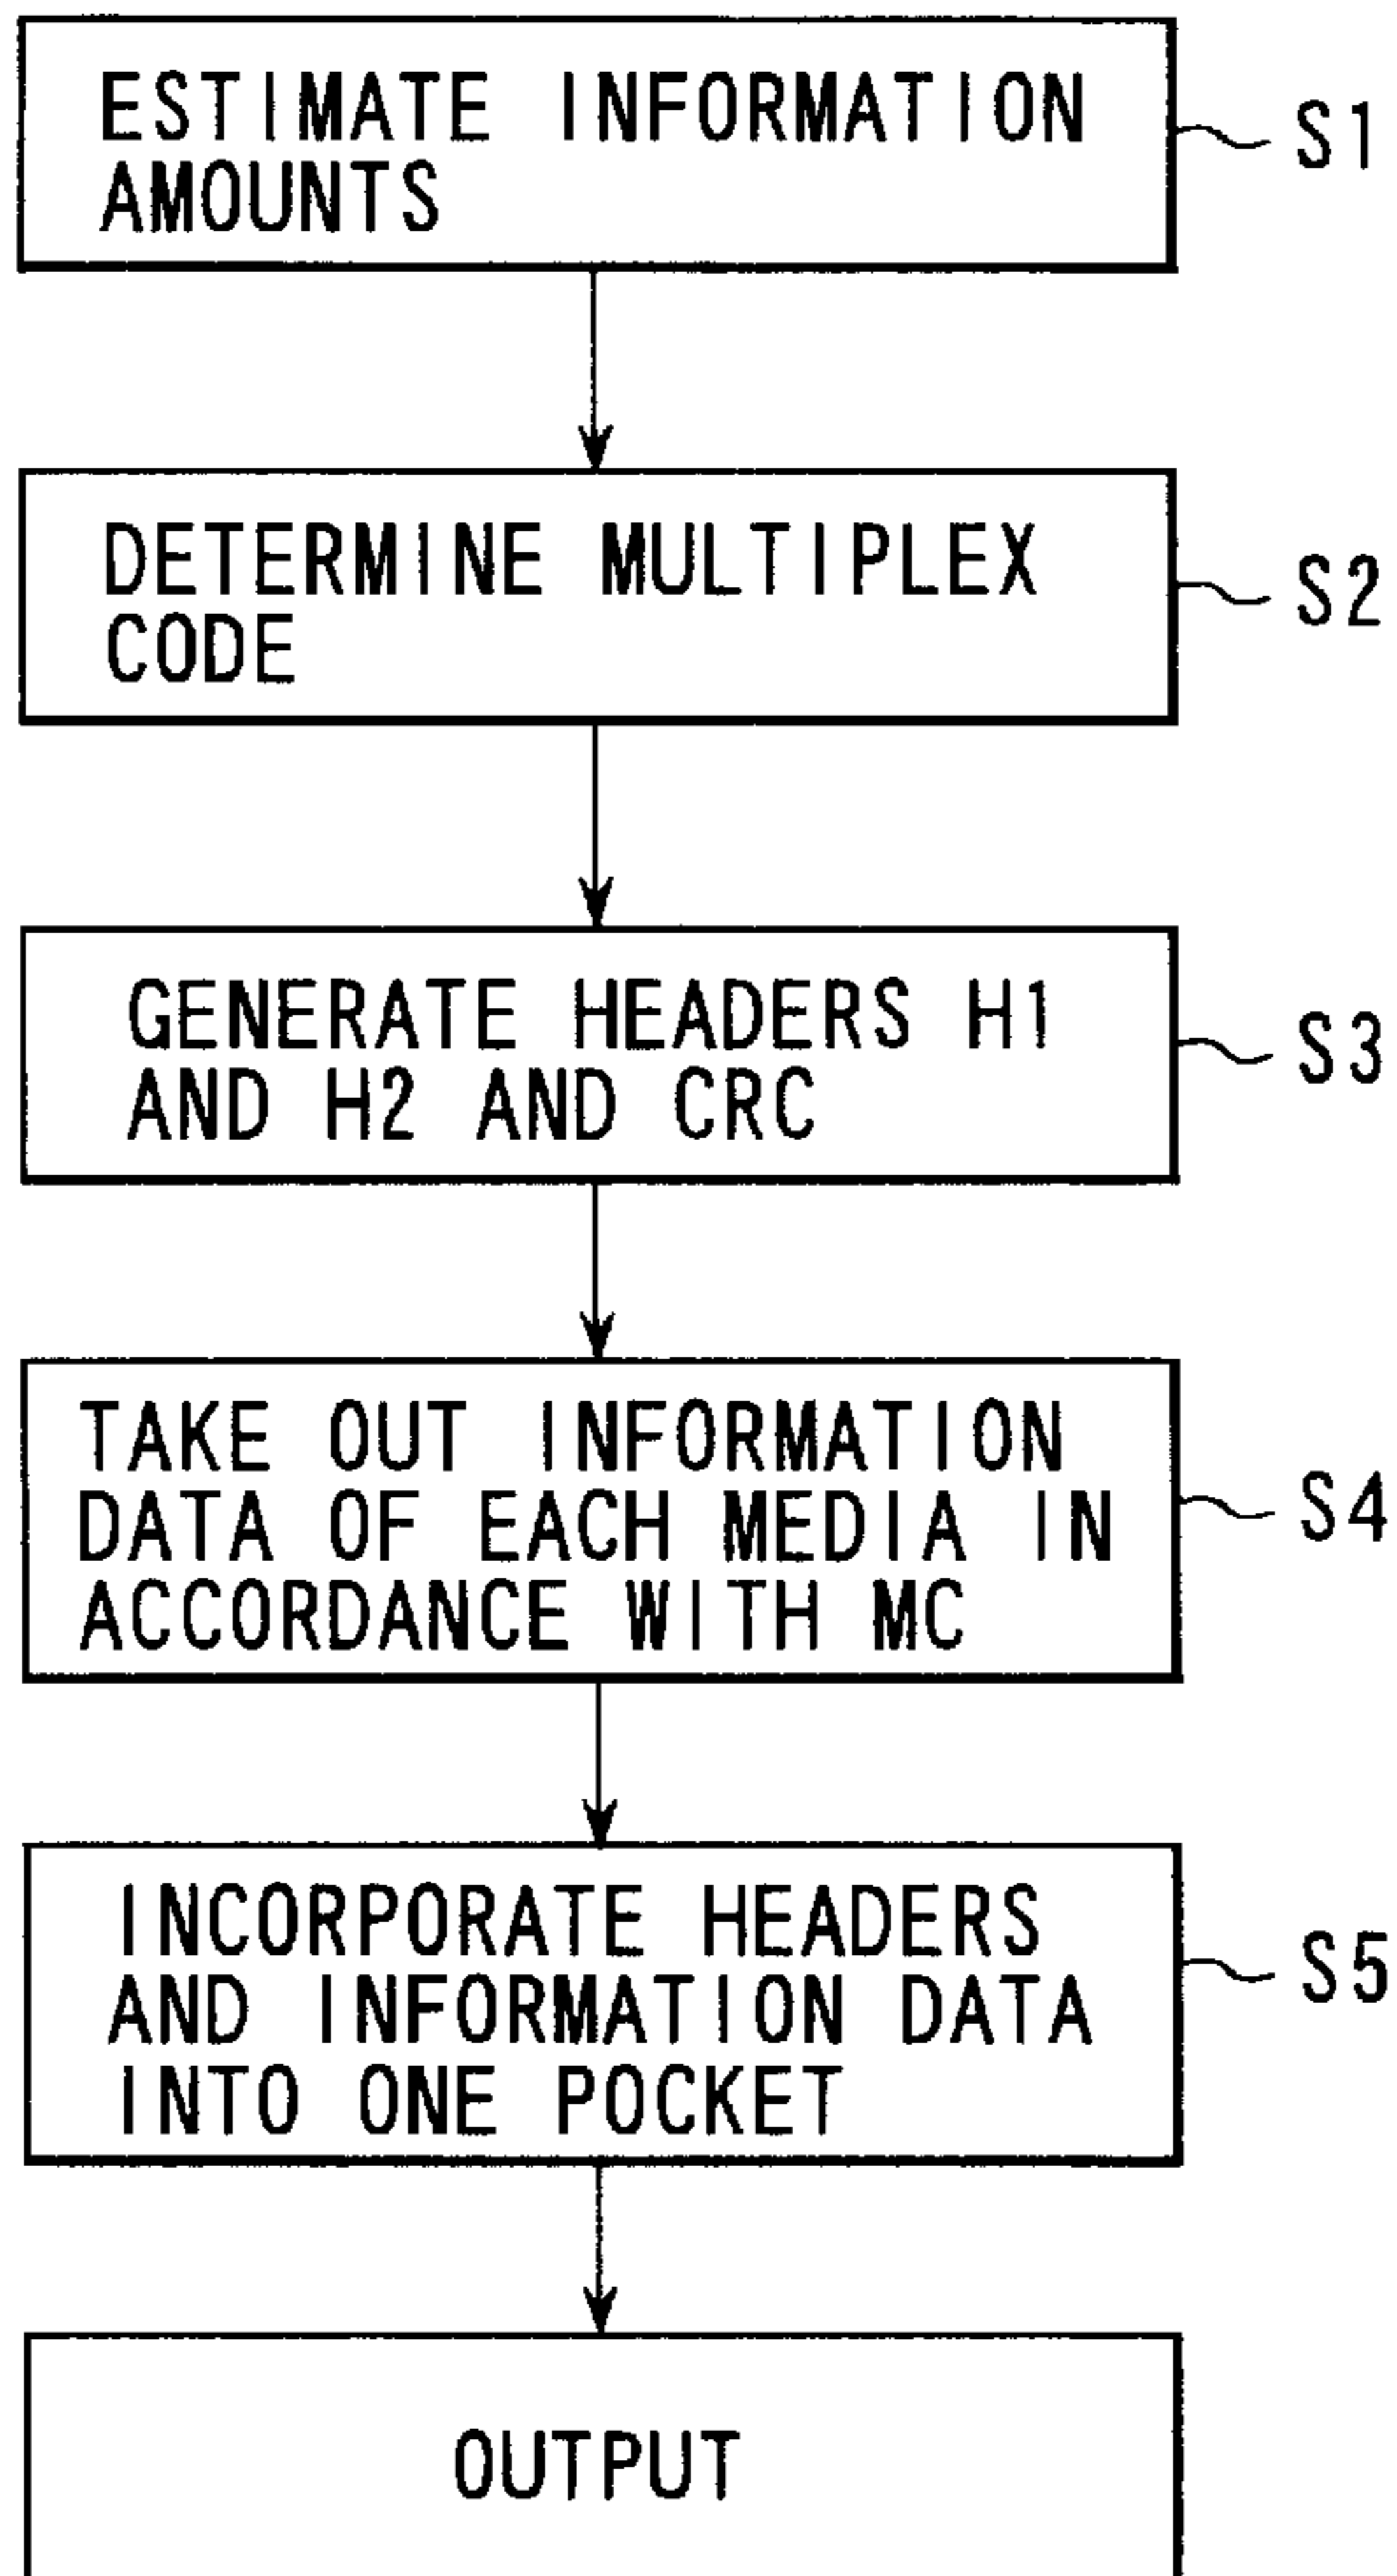 ESTIMATE INFORMATION
AMOUNTS
S1
DETERMINE MULTIPLEX
CODE
S2
GENERATE HEADERS H1
AND H2 AND CRC
S3
TAKE OUT INFORMATION
DATA OF EACH MEDIA IN
ACCORDANCE WITH MC
S4
INCORPORATE HEADERS
AND INFORMATION DATA
INTO ONE POCKET
S5
OUTPUT